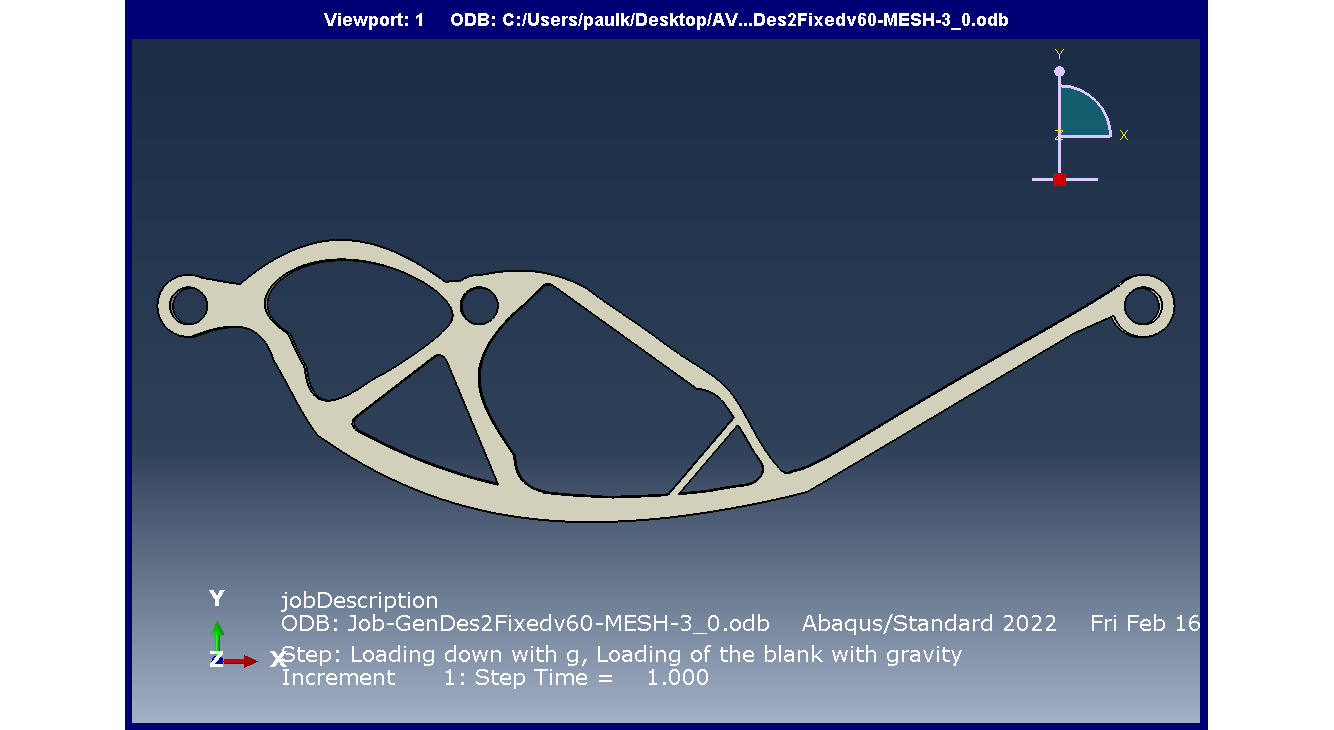 Viewport: 1 ODB: C:/Users/paulk/Desktop/AV...Des2Fixedv60-MESH-3_0.odb
Y
Z X
Y
Z X
jobDescription
ODB: Job-GenDes2Fixedv60-MESH-3_0.odb Abaqus/Standard 2022 Fri Feb 16
Step: Loading down with g, Loading of the blank with gravity
Increment 1: Step Time = 1.000